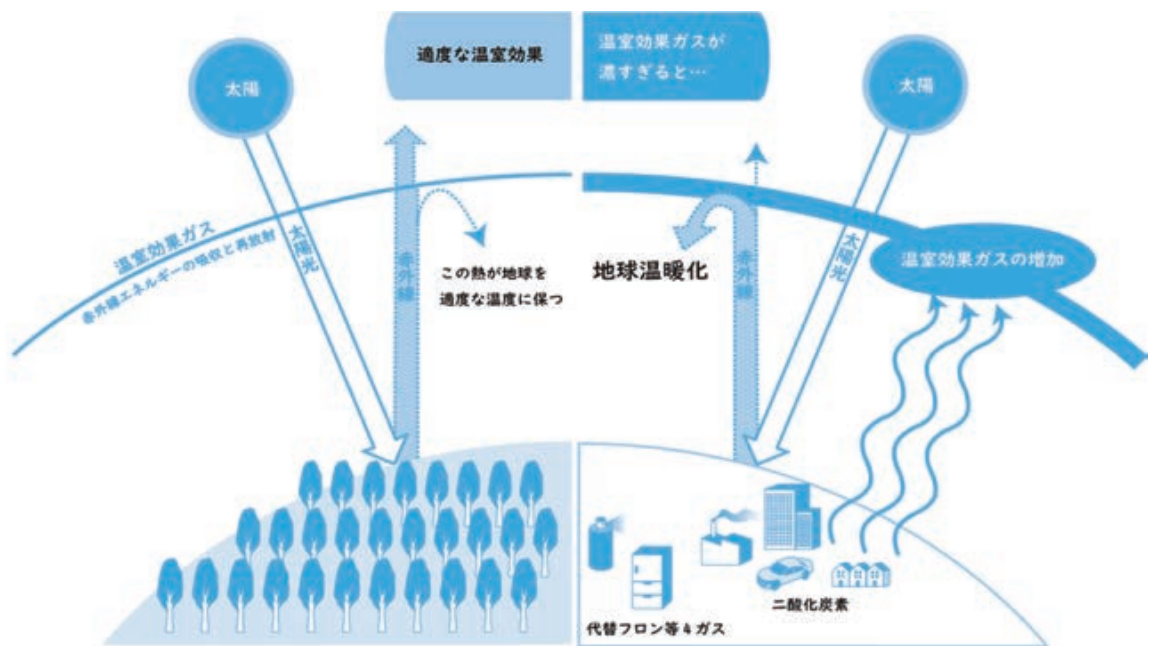 適度な温室効果
温室効果ガスが
濃すぎると…
太陽
太陽
温室効果ガス
赤外線エネルギーの吸収と再放射
太陽光
赤外線
この熱が地球を
適度な温度に保つ
地球温暖化
赤外線
太陽光
温室効果ガスの増加
二酸化炭素
代替フロン等4ガス